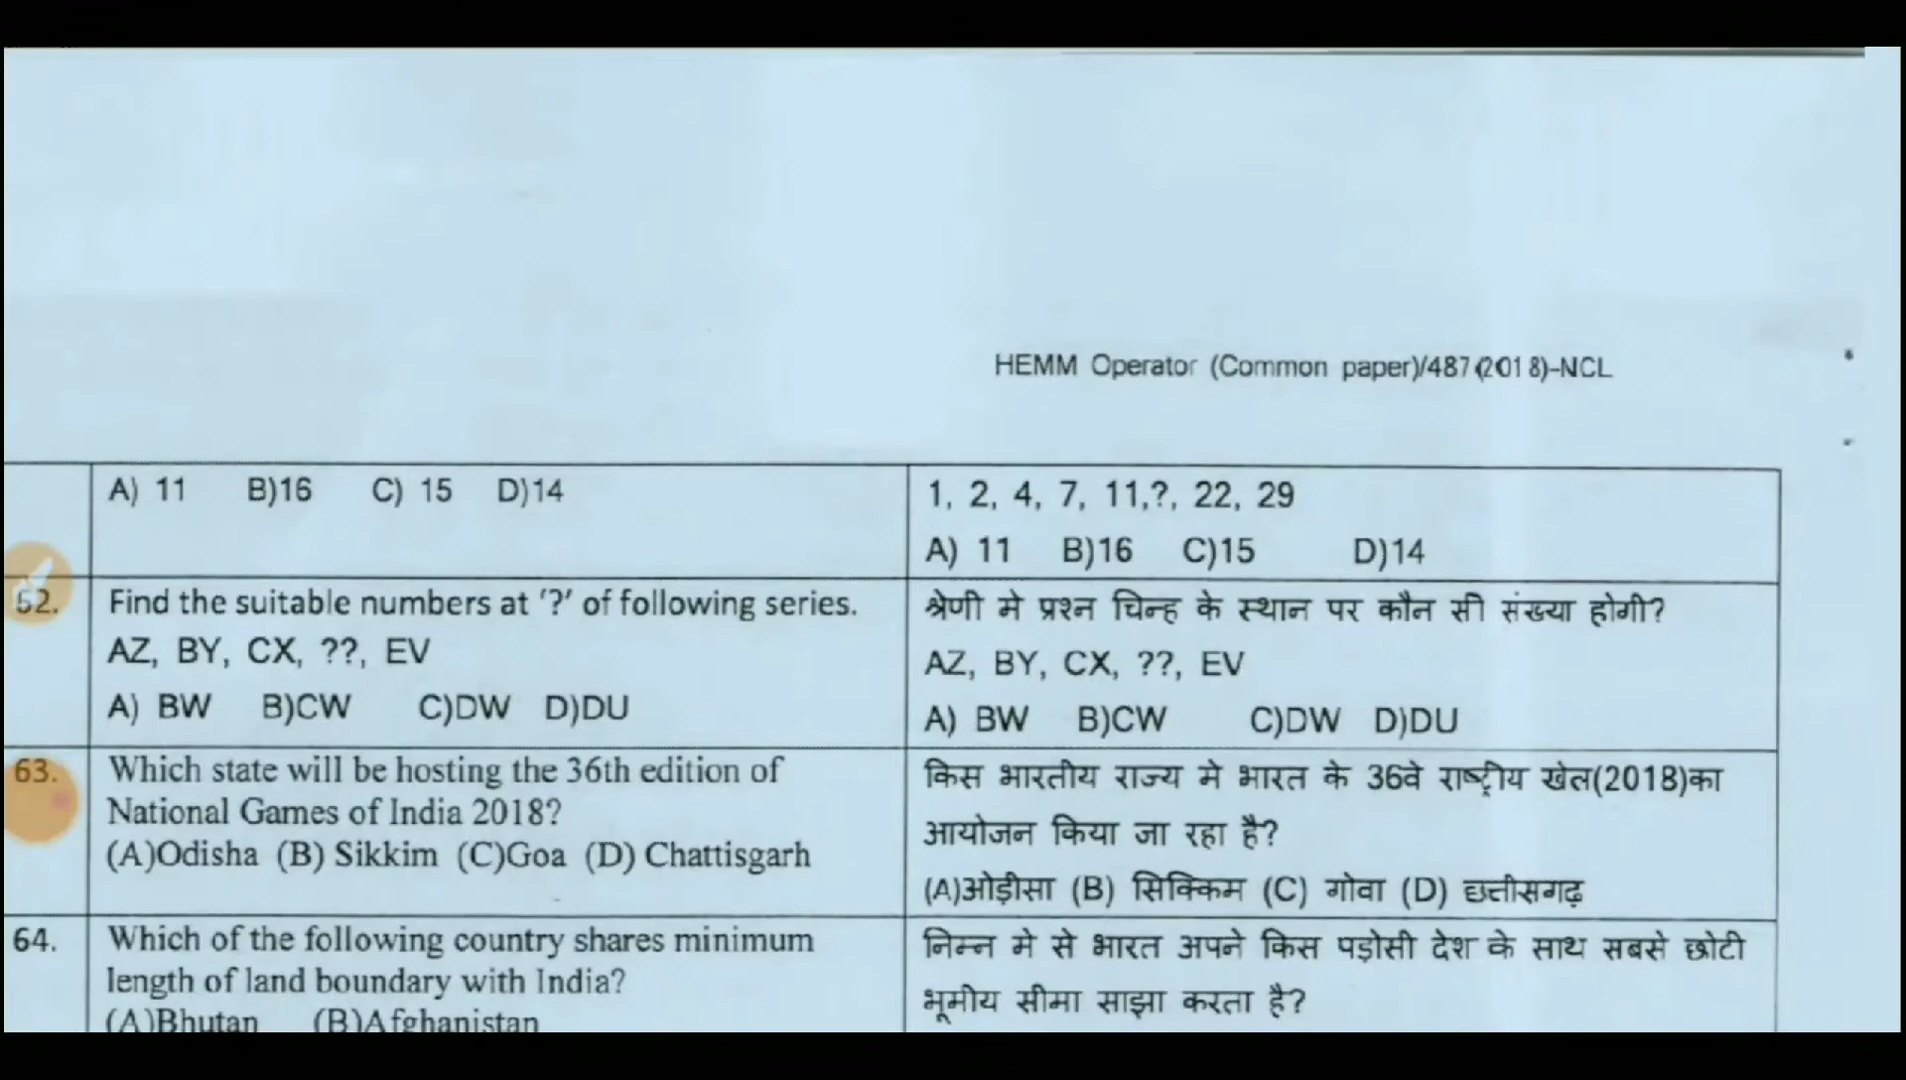 HEMM Operator (Common paper)/487(2018)-NCL
A) 11 B)16 C) 15 D)14
1, 2, 4, 7, 11,?, 22, 29
A) 11 B)16 C)15 D)14
62. Find the suitable numbers at '?' of following series.
AZ, BY, CX, ??, EV
A) BW B)CW C)DW D)DU
श्रेणी मे प्रश्न चिन्ह के स्थान पर कौन सी संख्या होगी?
AZ, BY, CX, ??, EV
A) BW B)CW C)DW D)DU
63. Which state will be hosting the 36th edition of
National Games of India 2018?
(A)Odisha (B) Sikkim (C)Goa (D) Chattisgarh
किस भारतीय राज्य मे भारत के 36वे राष्ट्रीय खेल(2018)का
आयोजन किया जा रहा है?
(A)ओड़ीसा (B) सिक्किम (C) गोवा (D) छत्तीसगढ़
64. Which of the following country shares minimum
length of land boundary with India?
(A)Bhutan (B)Afghanistan
निम्न मे से भारत अपने किस पड़ोसी देश के साथ सबसे छोटी
भूमीय सीमा साझा करता है?